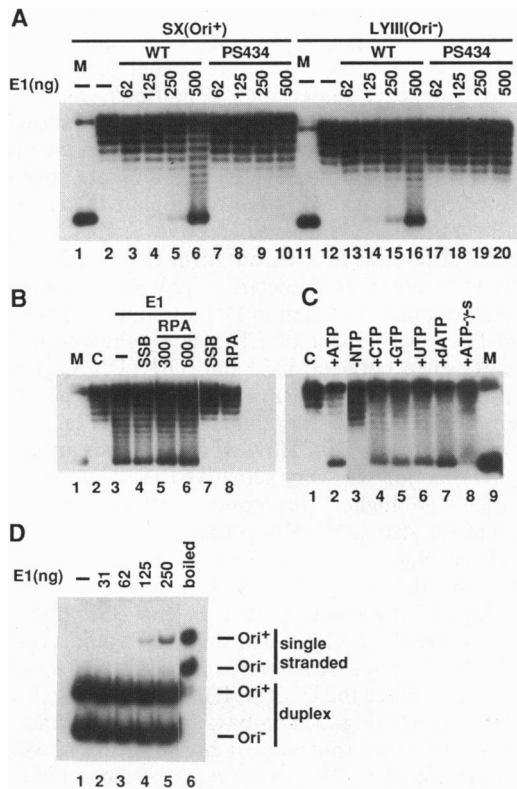 A
SX(Ori+) LYIII(Ori-)
M WT PS434 WT PS434
E1(ng) – 62 125 250 500 62 125 250 500 – – 62 125 250 500 62 125 250 500
1 2 3 4 5 6 7 8 9 10 11 12 13 14 15 16 17 18 19 20
B
E1
RPA
M C – SSB 300 600 SSB RPA
1 2 3 4 5 6 7 8
C
C +ATP -NTP +CTP +GTP +UTP +dATP +ATP-γ-s M
1 2 3 4 5 6 7 8 9
D
E1(ng) – 31 62 125 250 boiled
– Ori+
single
– Ori-
stranded
– Ori+
duplex
– Ori-
1 2 3 4 5 6